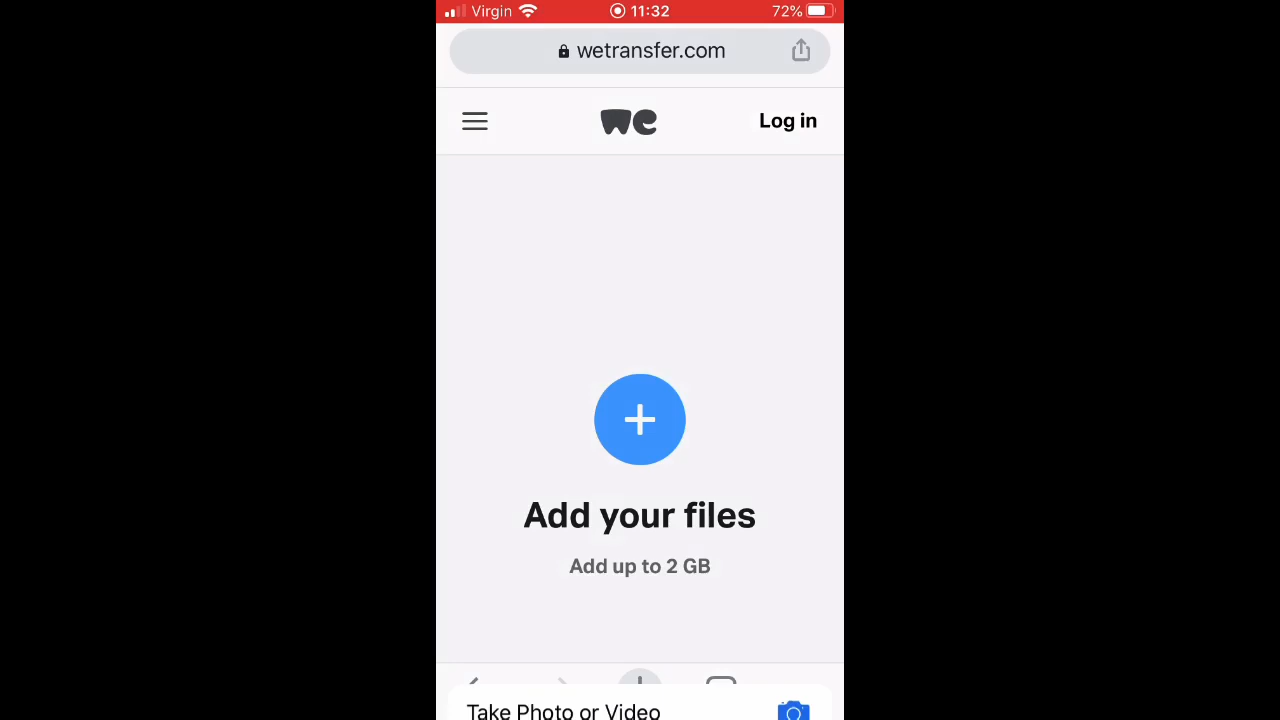 Virgin 11:32 72%
wetransfer.com
we Log in
Add your files
Add up to 2 GB
Take Photo or Video